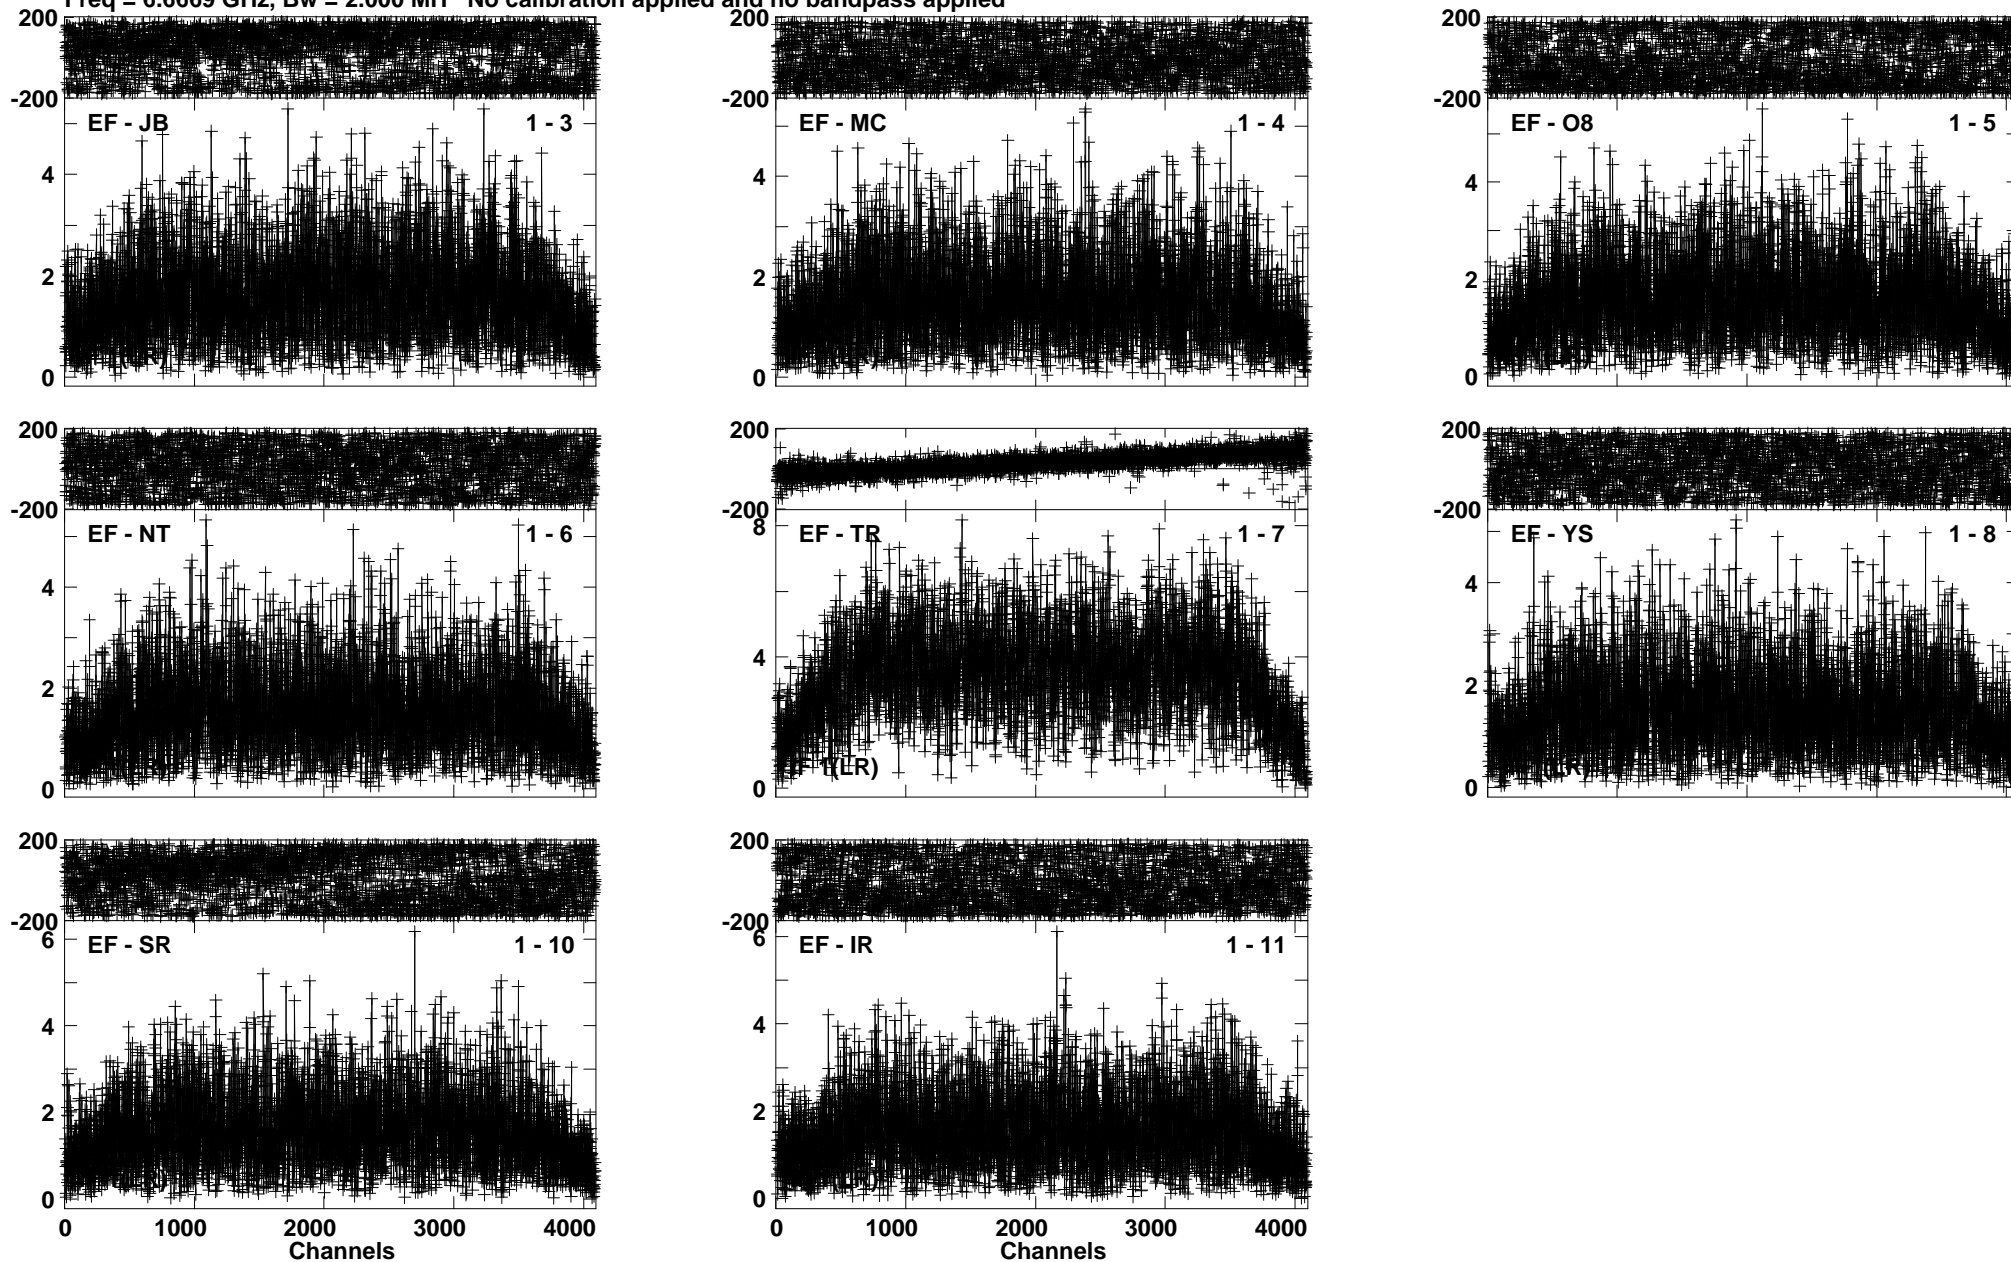 Freq = 6.6669 GHz, Bw = 2.000 MH No calibration applied and no bandpass applied
200 200 200
-200 -200 -200
EF - JB 1 - 3 EF - MC 1 - 4 EF - O8 1 - 5
4 4 4
2 2 2
0 0 0
200 200 200
-200 -200 -200
EF - NT 1 - 6 8 EF - TR 1 - 7 EF - YS 1 - 8
4 4 4
2 2
(LR)
0 0 0
200 200
-200 -200
6 EF - SR 1 - 10 6 EF - IR 1 - 11
4 4
2 2
0 0
0 1000 2000 3000 4000 0 1000 2000 3000 4000
Channels Channels